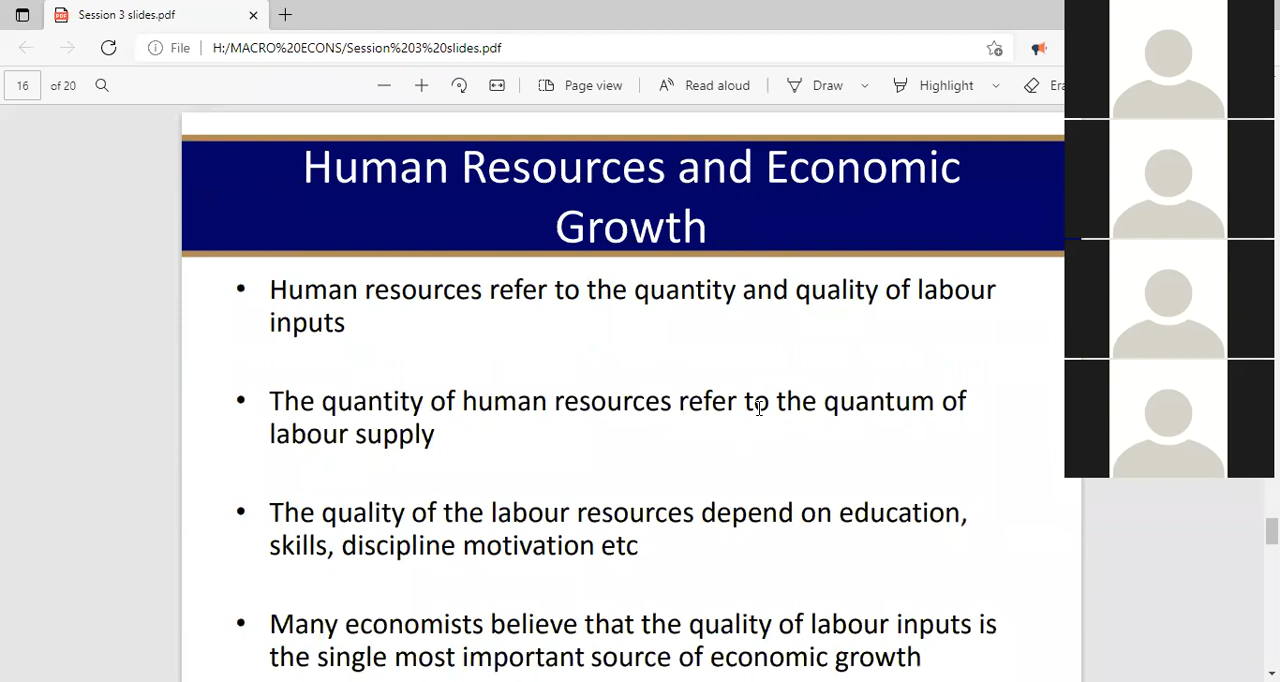 Session 3 slides.pdf
File H:/MACRO%20ECONS/Session%203%20slides.pdf
16 of 20 Page view Read aloud Draw Highlight Era
Human Resources and Economic
Growth
• Human resources refer to the quantity and quality of labour
inputs
• The quantity of human resources refer to the quantum of
labour supply
• The quality of the labour resources depend on education,
skills, discipline motivation etc
• Many economists believe that the quality of labour inputs is
the single most important source of economic growth